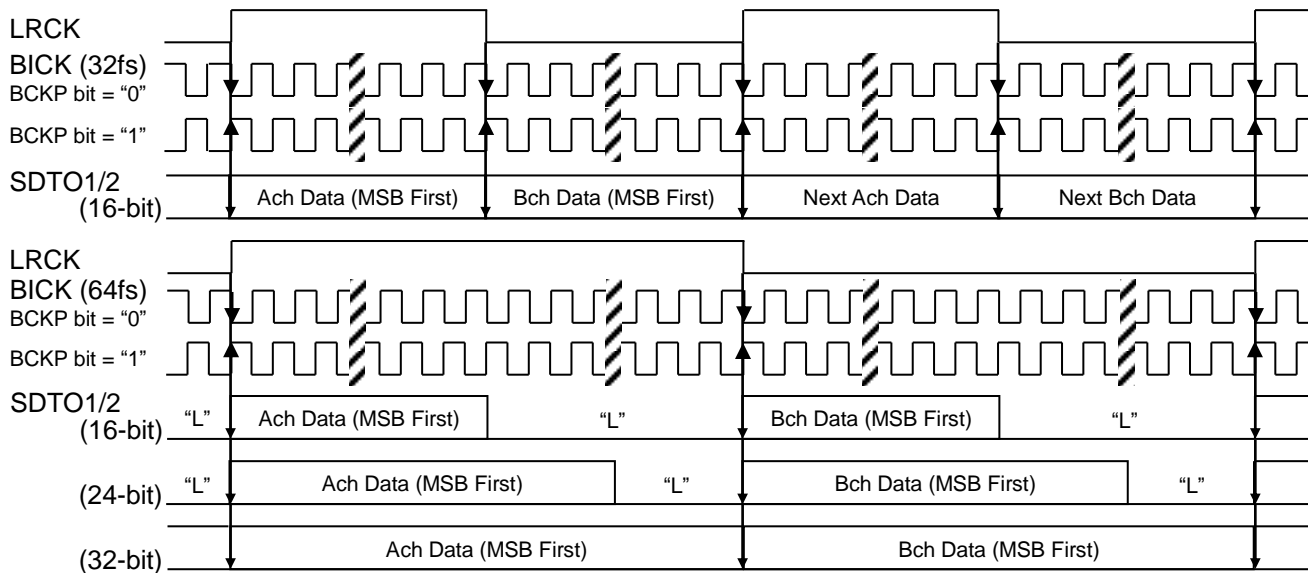 LRCK
BICK (32fs)
BCKP bit = “0”
BCKP bit = “1”
SDTO1/2
(16-bit)
Ach Data (MSB First)
Bch Data (MSB First)
Next Ach Data
Next Bch Data
LRCK
BICK (64fs)
BCKP bit = “0”
BCKP bit = “1”
SDTO1/2
(16-bit)
“L”
Ach Data (MSB First)
“L”
Bch Data (MSB First)
“L”
(24-bit)
“L”
Ach Data (MSB First)
“L”
Bch Data (MSB First)
“L”
(32-bit)
Ach Data (MSB First)
Bch Data (MSB First)